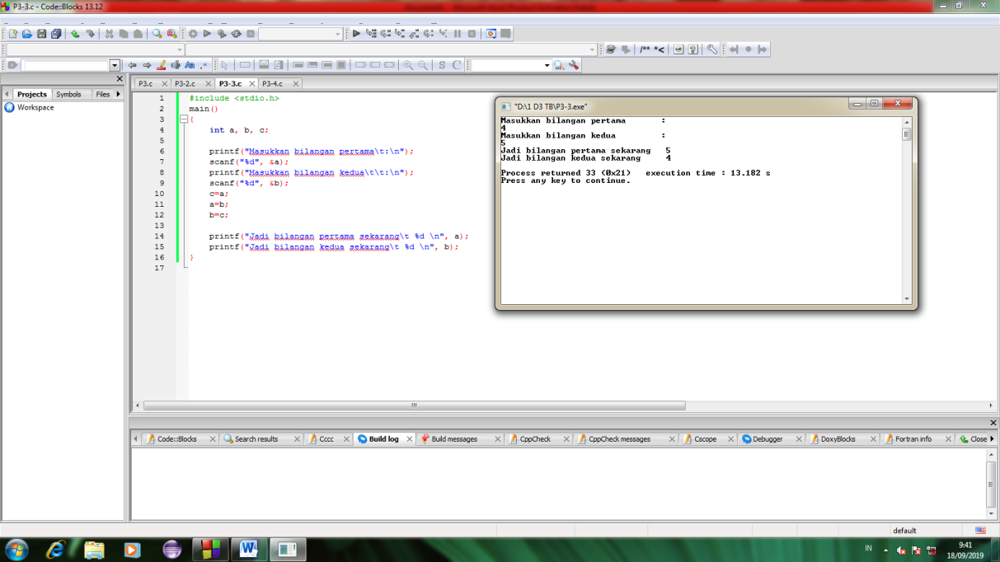 P3-3.c - Code::Blocks 13.12
/** *<
S C
P3.c P3-2.c P3-3.c P3-4.c
Projects Symbols Files
Workspace
1 #include <stdio.h>
2 main()
3 {
4 int a, b, c;
5
6 printf("Masukkan bilangan pertama\t:\n");
7 scanf("%d", &a);
8 printf("Masukkan bilangan kedua\t\t:\n");
9 scanf("%d", &b);
10 c=a;
11 a=b;
12 b=c;
13
14 printf("Jadi bilangan pertama sekarang\t %d \n", a);
15 printf("Jadi bilangan kedua sekarang\t %d \n", b);
16 }
17
"D:\1 D3 TB\P3-3.exe"
Masukkan bilangan pertama :
4
Masukkan bilangan kedua :
5
Jadi bilangan pertama sekarang 5
Jadi bilangan kedua sekarang 4
Process returned 33 (0x21) execution time : 13.182 s
Press any key to continue.
Code::Blocks Search results Cccc Build log Build messages CppCheck CppCheck messages Cscope Debugger DoxyBlocks Fortran info Close
default
IN 9:41
18/09/2019